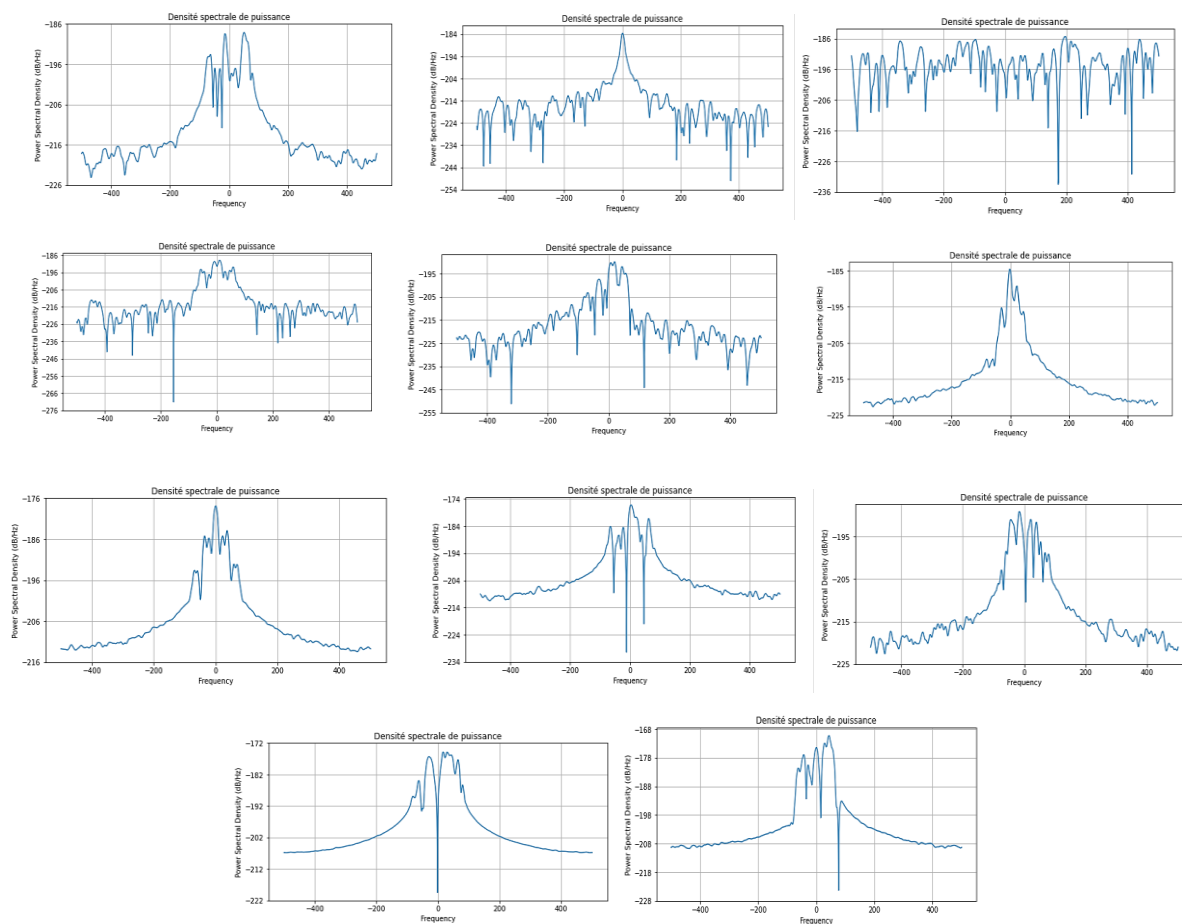 Densité spectrale de puissance
Power Spectral Density (dB/Hz)
−186
−196
−206
−216
−226
−400 −200 0 200 400
Frequency
Densité spectrale de puissance
Power Spectral Density (dB/Hz)
−184
−194
−204
−214
−224
−234
−244
−254
−400 −200 0 200 400
Frequency
Densité spectrale de puissance
Power Spectral Density (dB/Hz)
−186
−196
−206
−216
−226
−236
−400 −200 0 200 400
Frequency
Densité spectrale de puissance
Power Spectral Density (dB/Hz)
−186
−196
−206
−216
−226
−236
−246
−256
−266
−276
−400 −200 0 200 400
Frequency
Densité spectrale de puissance
Power Spectral Density (dB/Hz)
−195
−205
−215
−225
−235
−245
−255
−400 −200 0 200 400
Frequency
Densité spectrale de puissance
Power Spectral Density (dB/Hz)
−185
−195
−205
−215
−225
−400 −200 0 200 400
Frequency
Densité spectrale de puissance
Power Spectral Density (dB/Hz)
−176
−186
−196
−206
−216
−400 −200 0 200 400
Frequency
Densité spectrale de puissance
Power Spectral Density (dB/Hz)
−174
−184
−194
−204
−214
−224
−234
−400 −200 0 200 400
Frequency
Densité spectrale de puissance
Power Spectral Density (dB/Hz)
−195
−205
−215
−225
−400 −200 0 200 400
Frequency
Densité spectrale de puissance
Power Spectral Density (dB/Hz)
−172
−182
−192
−202
−212
−222
−400 −200 0 200 400
Frequency
Densité spectrale de puissance
Power Spectral Density (dB/Hz)
−168
−178
−188
−198
−208
−218
−228
−400 −200 0 200 400
Frequency